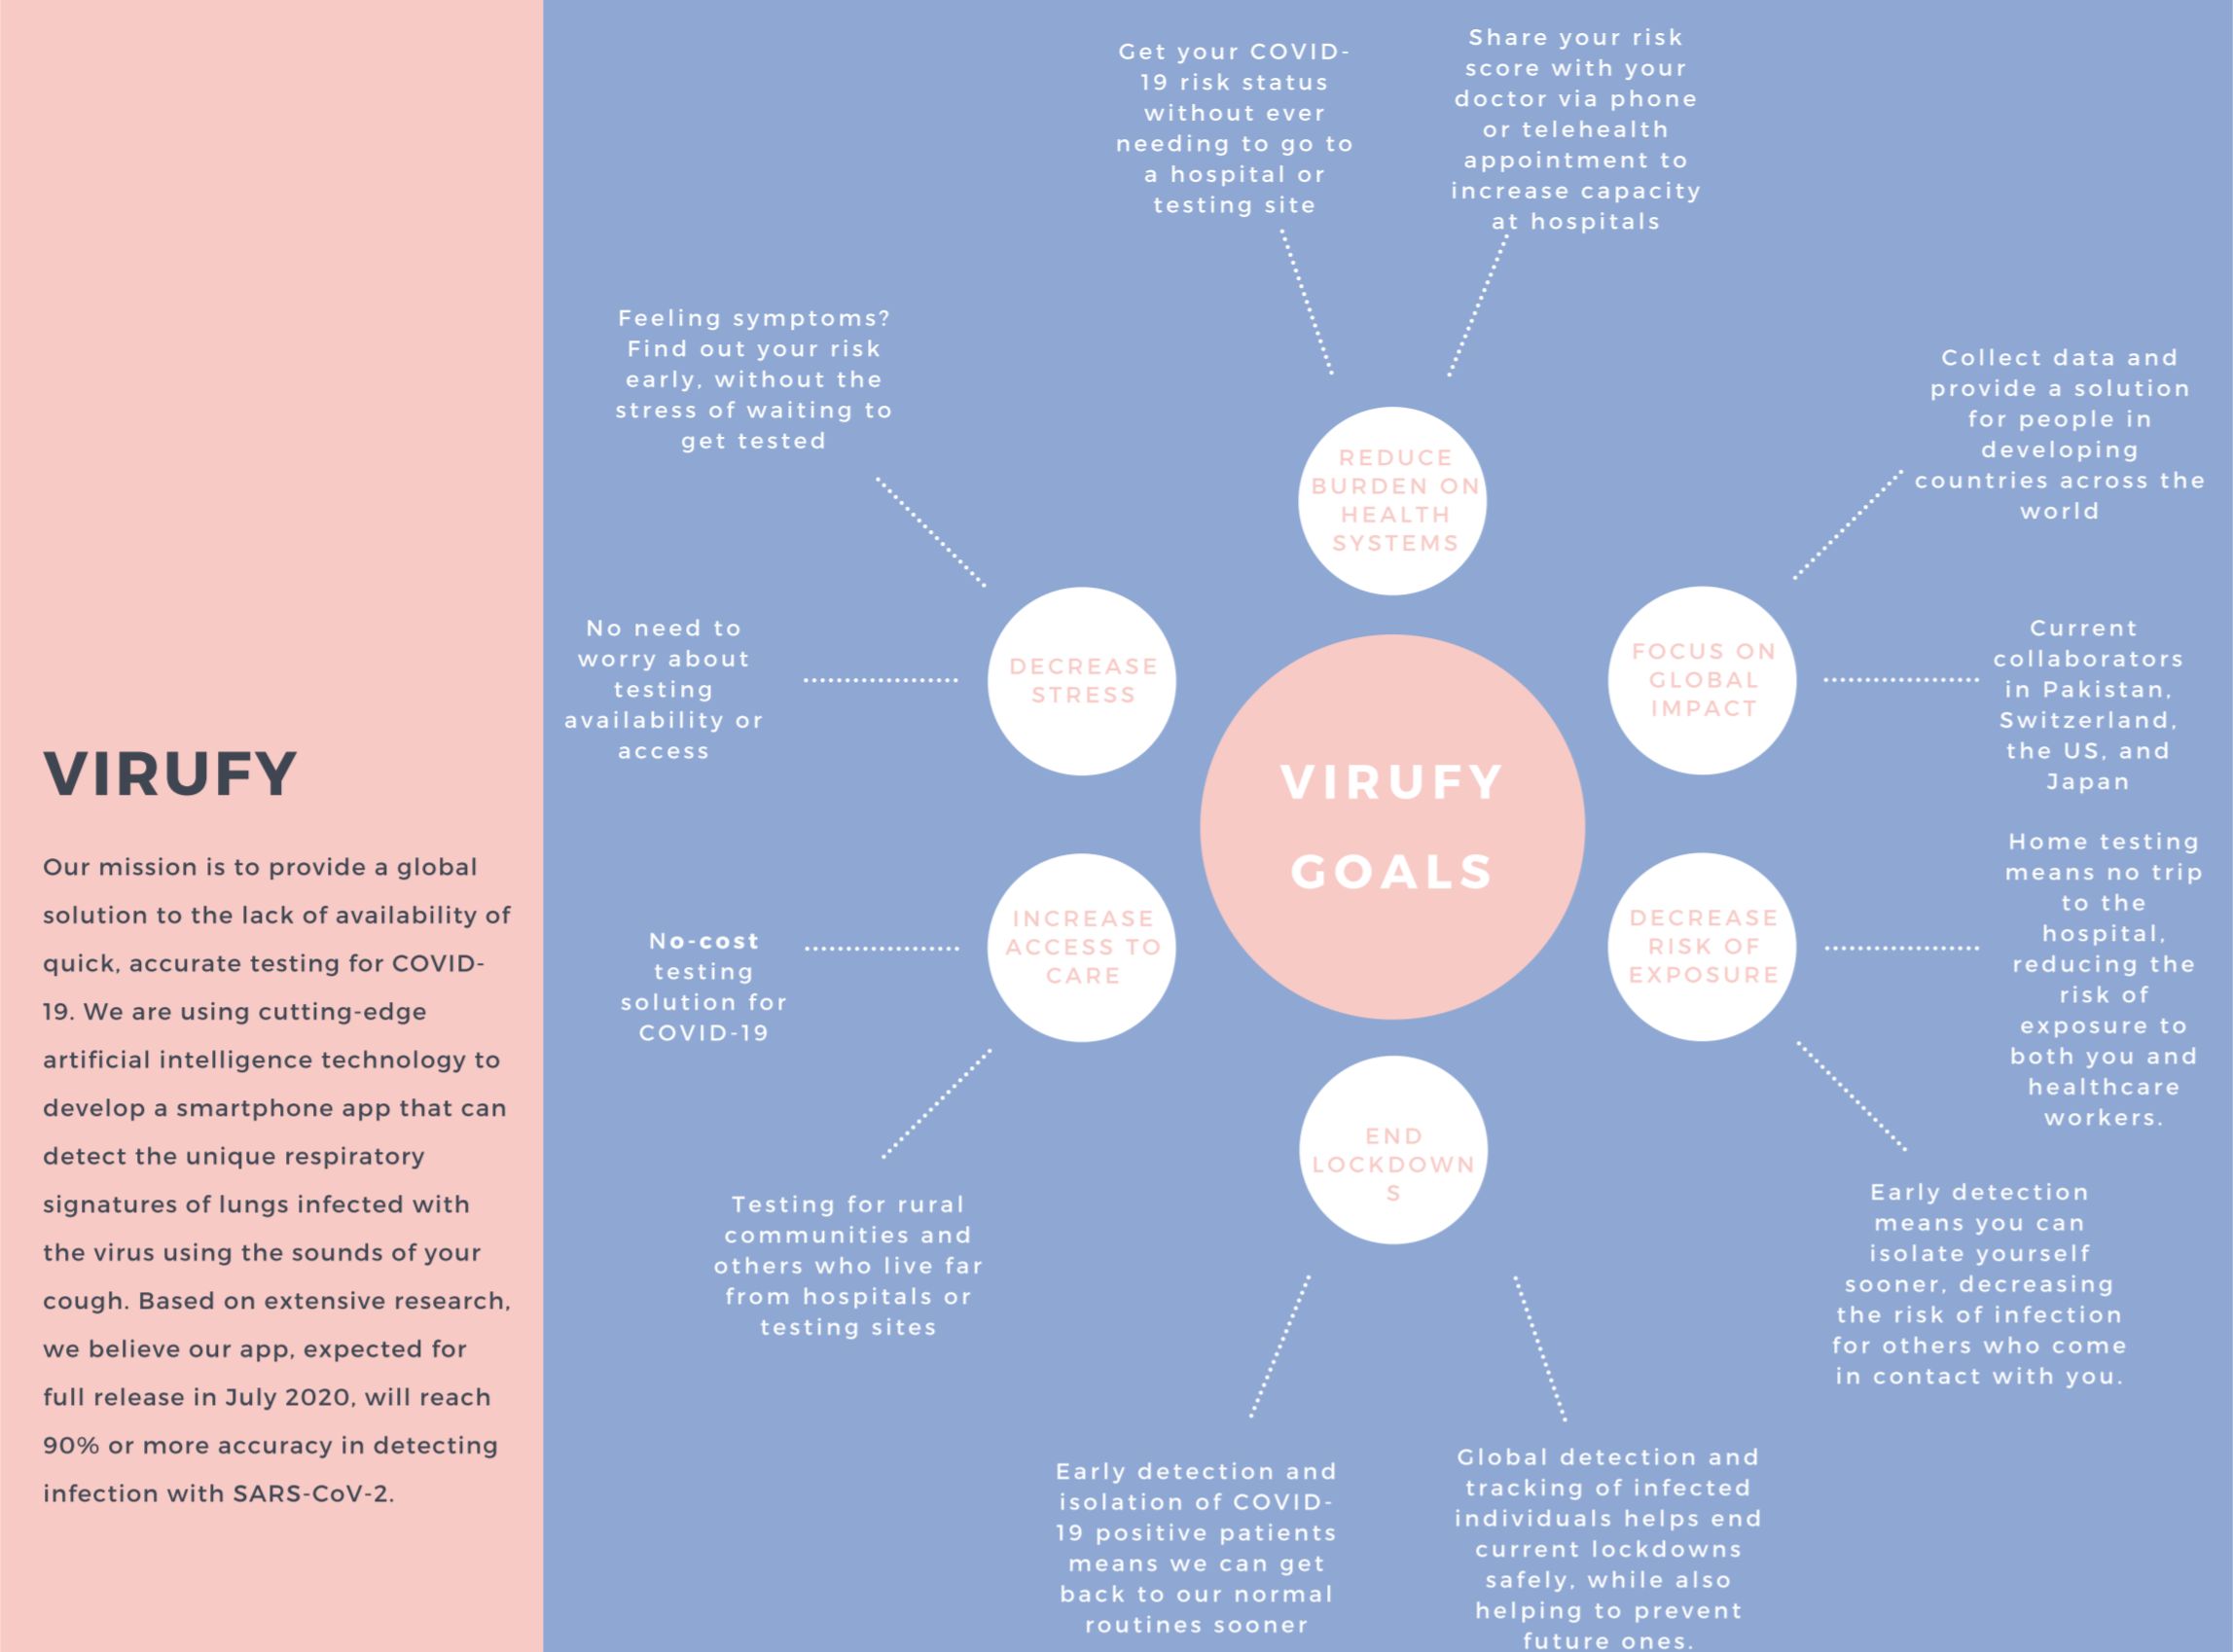 VIRUFY
Our mission is to provide a global
solution to the lack of availability of
quick, accurate testing for COVID-
19. We are using cutting-edge
artificial intelligence technology to
develop a smartphone app that can
detect the unique respiratory
signatures of lungs infected with
the virus using the sounds of your
cough. Based on extensive research,
we believe our app, expected for
full release in July 2020, will reach
90% or more accuracy in detecting
infection with SARS-CoV-2.
VIRUFY
GOALS
REDUCE
BURDEN ON
HEALTH
SYSTEMS
Get your COVID-
19 risk status
without ever
needing to go to
a hospital or
testing site
Share your risk
score with your
doctor via phone
or telehealth
appointment to
increase capacity
at hospitals
FOCUS ON
GLOBAL
IMPACT
Collect data and
provide a solution
for people in
developing
countries across the
world
Current
collaborators
in Pakistan,
Switzerland,
the US, and
Japan
DECREASE
RISK OF
EXPOSURE
Home testing
means no trip
to the
hospital,
reducing the
risk of
exposure to
both you and
healthcare
workers.
Early detection
means you can
isolate yourself
sooner, decreasing
the risk of infection
for others who come
in contact with you.
END
LOCKDOWN
S
Global detection and
tracking of infected
individuals helps end
current lockdowns
safely, while also
helping to prevent
future ones.
Early detection and
isolation of COVID-
19 positive patients
means we can get
back to our normal
routines sooner
INCREASE
ACCESS TO
CARE
Testing for rural
communities and
others who live far
from hospitals or
testing sites
No-cost
testing
solution for
COVID-19
DECREASE
STRESS
No need to
worry about
testing
availability or
access
Feeling symptoms?
Find out your risk
early, without the
stress of waiting to
get tested